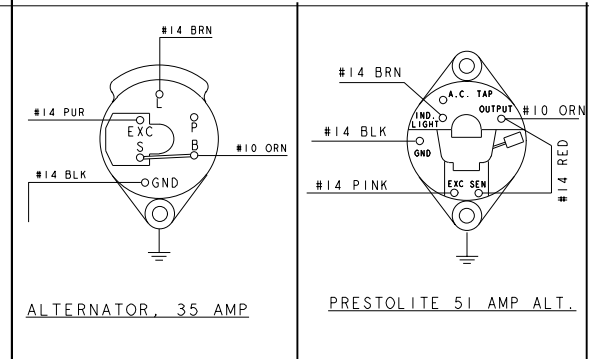 #14 BRN
L
#14 PUR
EXC
P
S
B
#10 ORN
#14 BLK
GND
ALTERNATOR, 35 AMP
#14 BRN
A.C. TAP
OUTPUT
IND.
LIGHT
#10 ORN
#14 BLK
GND
#14 RED
#14 PINK
EXC SEN
PRESTOLITE 51 AMP ALT.